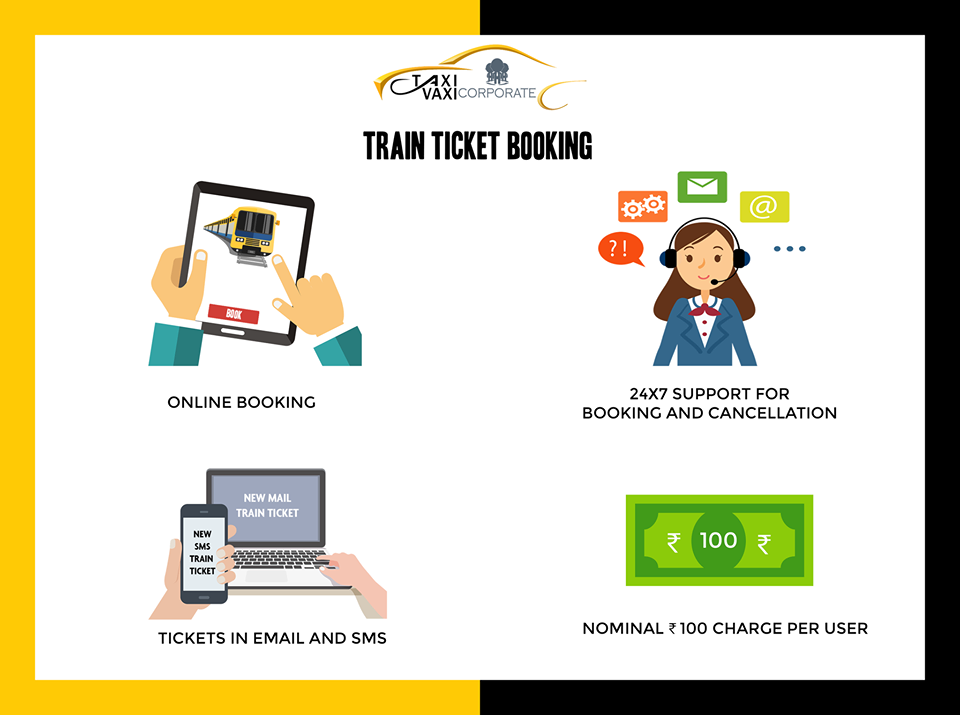 TAXI
VAXI CORPORATE
TRAIN TICKET BOOKING
BOOK
?!
@
ONLINE BOOKING
24X7 SUPPORT FOR
BOOKING AND CANCELLATION
NEW MAIL
TRAIN TICKET
NEW
SMS
TRAIN
TICKET
TICKETS IN EMAIL AND SMS
₹ 100 ₹
NOMINAL ₹ 100 CHARGE PER USER